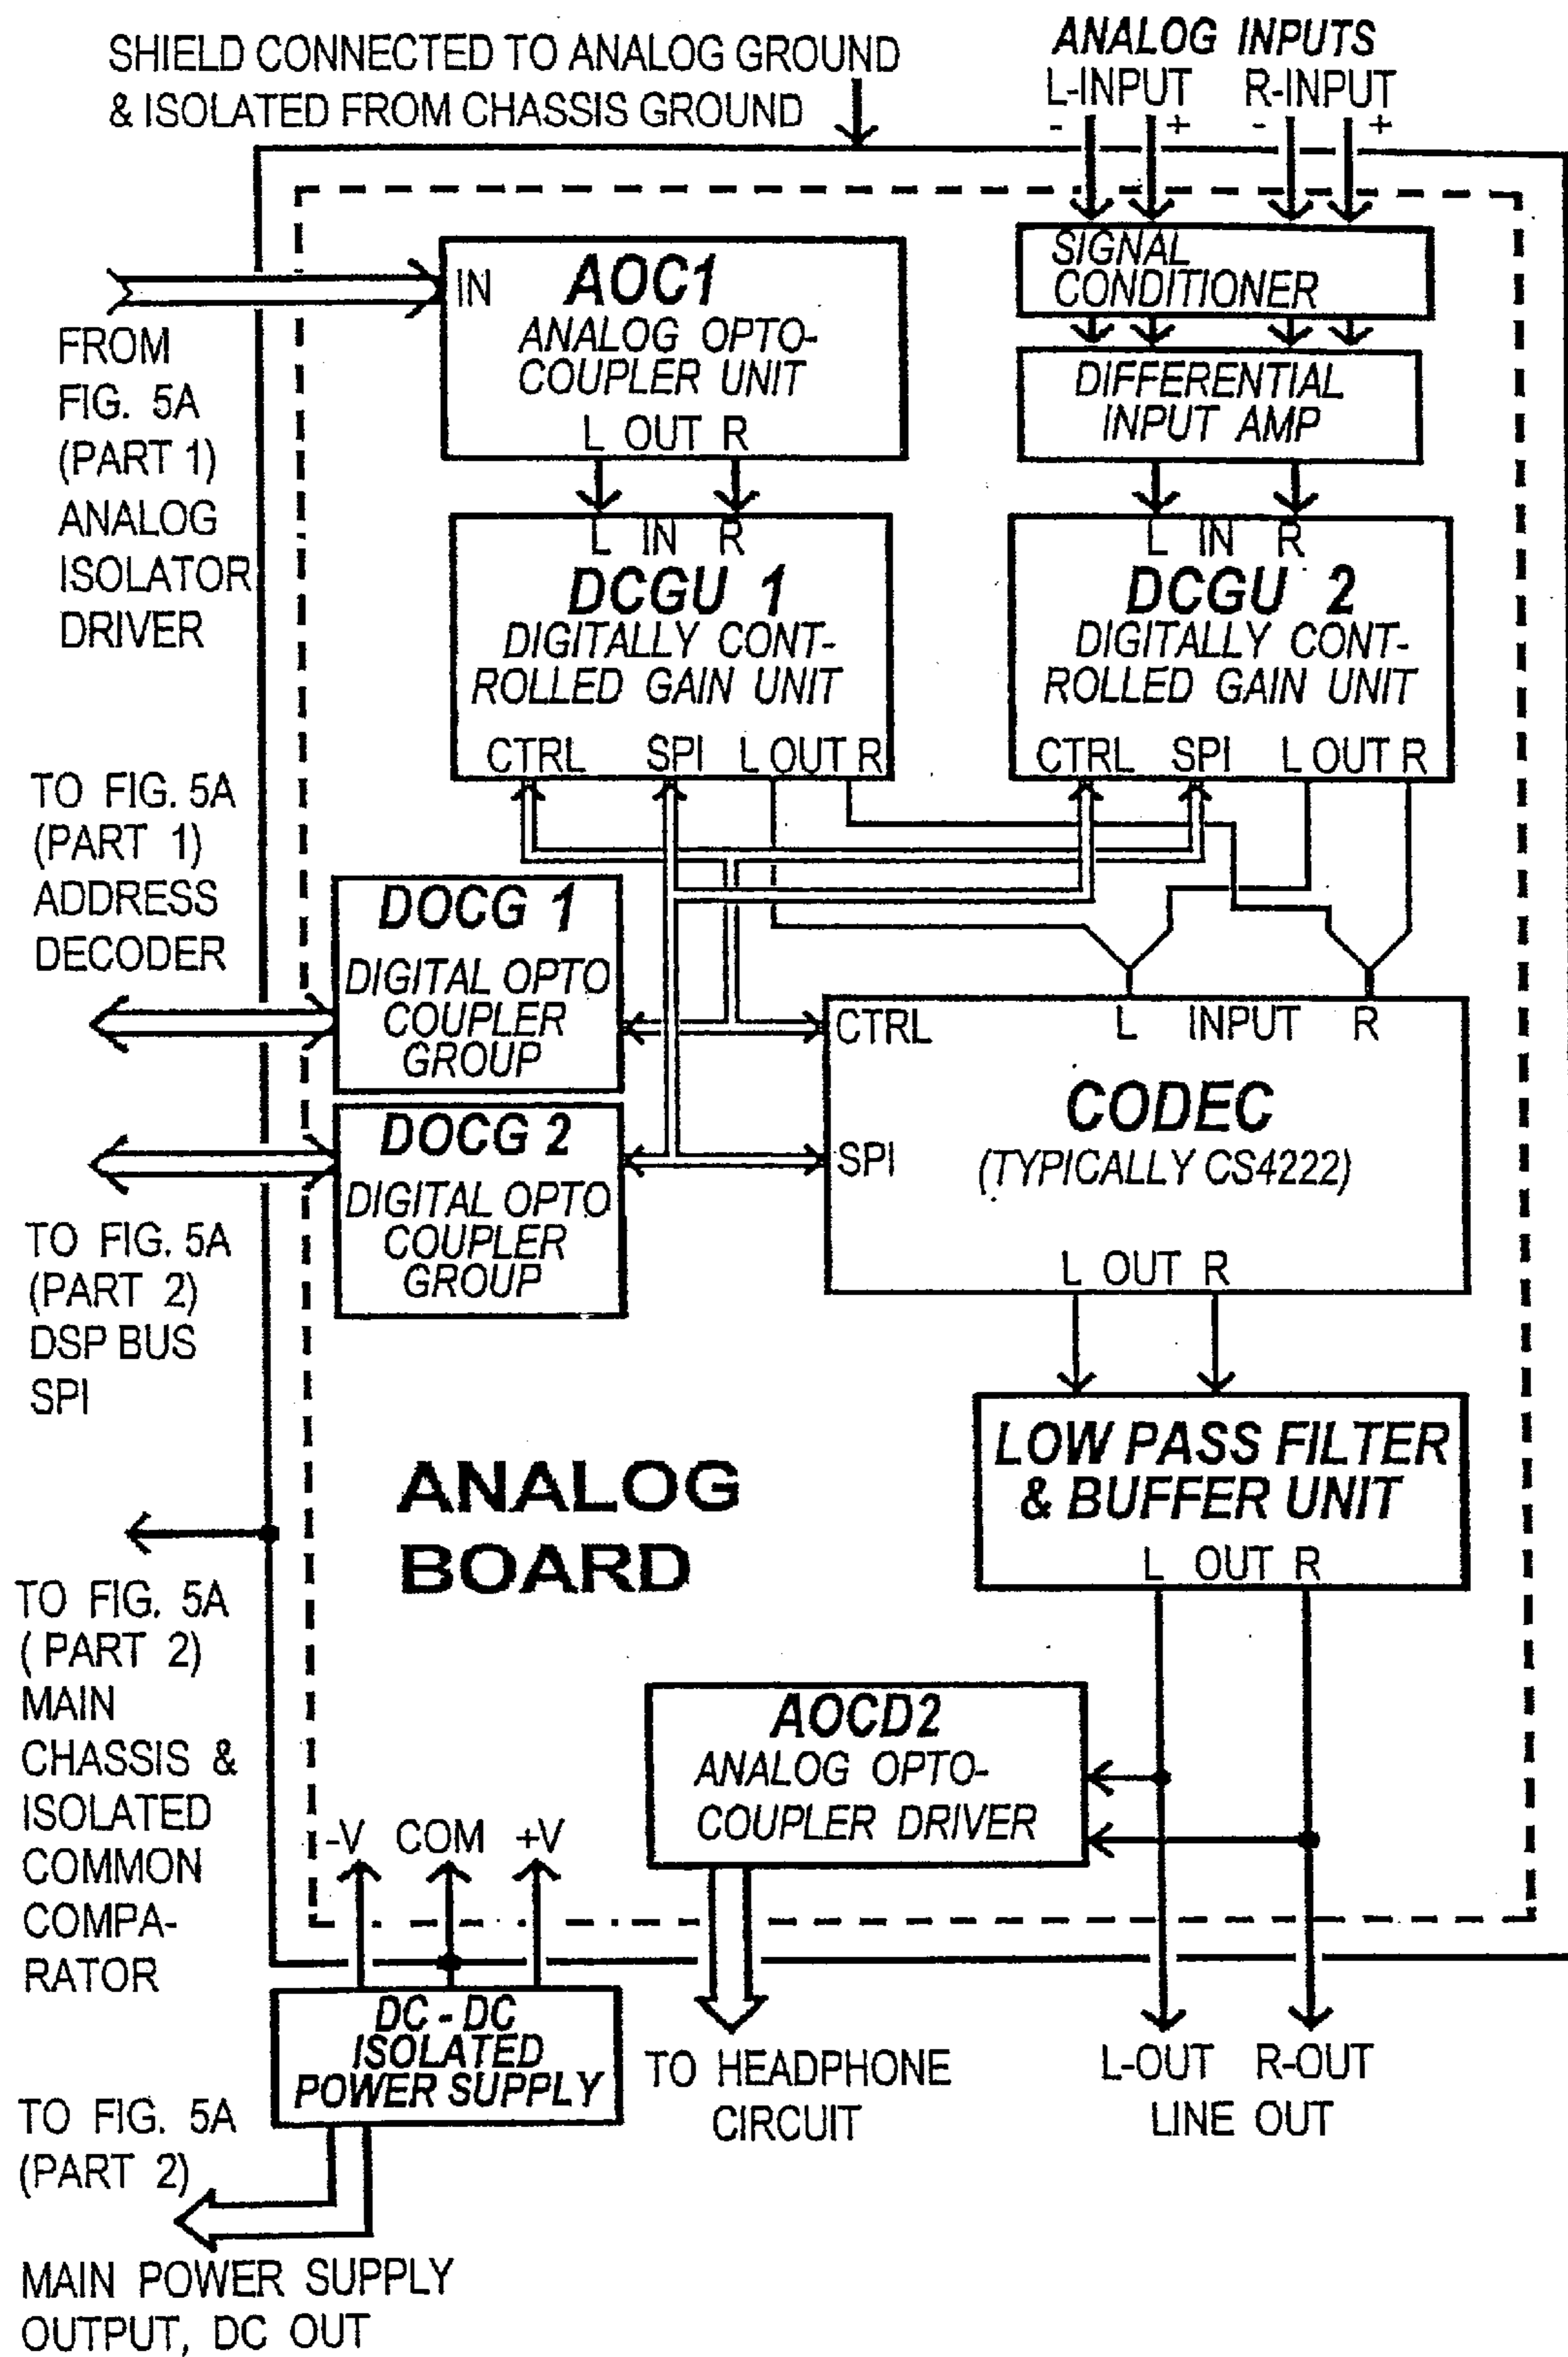 SHIELD CONNECTED TO ANALOG GROUND
& ISOLATED FROM CHASSIS GROUND
ANALOG INPUTS
L-INPUT R-INPUT
- + - +
SIGNAL
CONDITIONER
DIFFERENTIAL
INPUT AMP
IN
AOC1
ANALOG OPTO-
COUPLER UNIT
L OUT R
FROM
FIG. 5A
(PART 1)
ANALOG
ISOLATOR
DRIVER
L IN R
DCGU 1
DIGITALLY CONT-
ROLLED GAIN UNIT
CTRL SPI L OUT R
L IN R
DCGU 2
DIGITALLY CONT-
ROLLED GAIN UNIT
CTRL SPI L OUT R
TO FIG. 5A
(PART 1)
ADDRESS
DECODER
DOCG 1
DIGITAL OPTO
COUPLER
GROUP
DOCG 2
DIGITAL OPTO
COUPLER
GROUP
CTRL
L INPUT R
CODEC
(TYPICALLY CS4222)
SPI
L OUT R
TO FIG. 5A
(PART 2)
DSP BUS
SPI
LOW PASS FILTER
& BUFFER UNIT
L OUT R
ANALOG
BOARD
TO FIG. 5A
( PART 2)
MAIN
CHASSIS &
ISOLATED
COMMON
COMPA-
RATOR
AOCD2
ANALOG OPTO-
COUPLER DRIVER
-V COM +V
DC - DC
ISOLATED
POWER SUPPLY
TO HEADPHONE
CIRCUIT
L-OUT R-OUT
LINE OUT
TO FIG. 5A
(PART 2)
MAIN POWER SUPPLY
OUTPUT, DC OUT